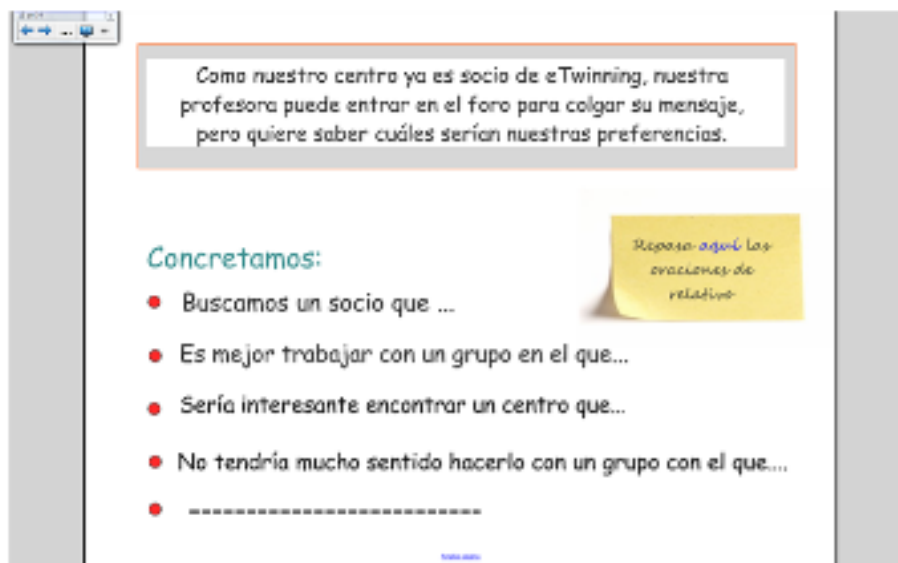 Como nuestro centro ya es socio de eTwinning, nuestra
profesora puede entrar en el foro para colgar su mensaje,
pero quiere saber cuáles serían nuestras preferencias.
Repasa aquí las
oraciones de
relativo
Concretamos:
Buscamos un socio que ...
Es mejor trabajar con un grupo en el que...
Sería interesante encontrar un centro que...
No tendría mucho sentido hacerlo con un grupo con el que....
--------------------------